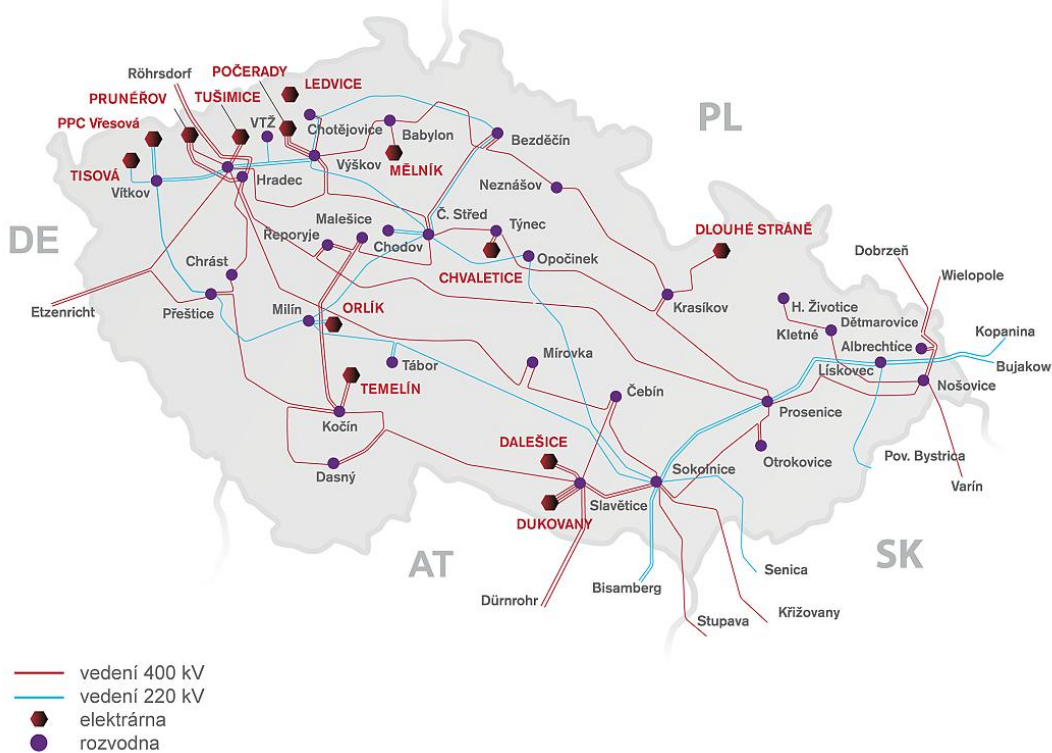 Röhrsdorf
POČERADY
LEDVICE
PRUNÉŘOV
TUŠIMICE
PPC Vřesová
VTŽ
Chotějovice
Babylon
Bezděčín
PL
TISOVÁ
Výškov
MĚLNÍK
Vítkov
Hradec
Neznášov
Malešice
Č. Střed
Týnec
DE
Řeporyje
Chodov
DLOUHÉ STRÁNĚ
CHVALETICE
Opočinek
Dobrzeń
Chrást
Wielopole
Etzenricht
Přeštice
Milín
ORLÍK
Krasíkov
H. Životice
Kletné
Dětmarovice
Kopanina
Albrechtice
Mírovka
Tábor
Lískovec
Bujakow
TEMELÍN
Čebín
Nošovice
Kočín
Prosenice
DALEŠICE
Dasný
Sokolnice
Otrokovice
Pov. Bystrica
Varín
Slavětice
DUKOVANY
AT
SK
Senica
Bisamberg
Dürnrohr
Křižovany
Stupava
vedení 400 kV
vedení 220 kV
elektrárna
rozvodna